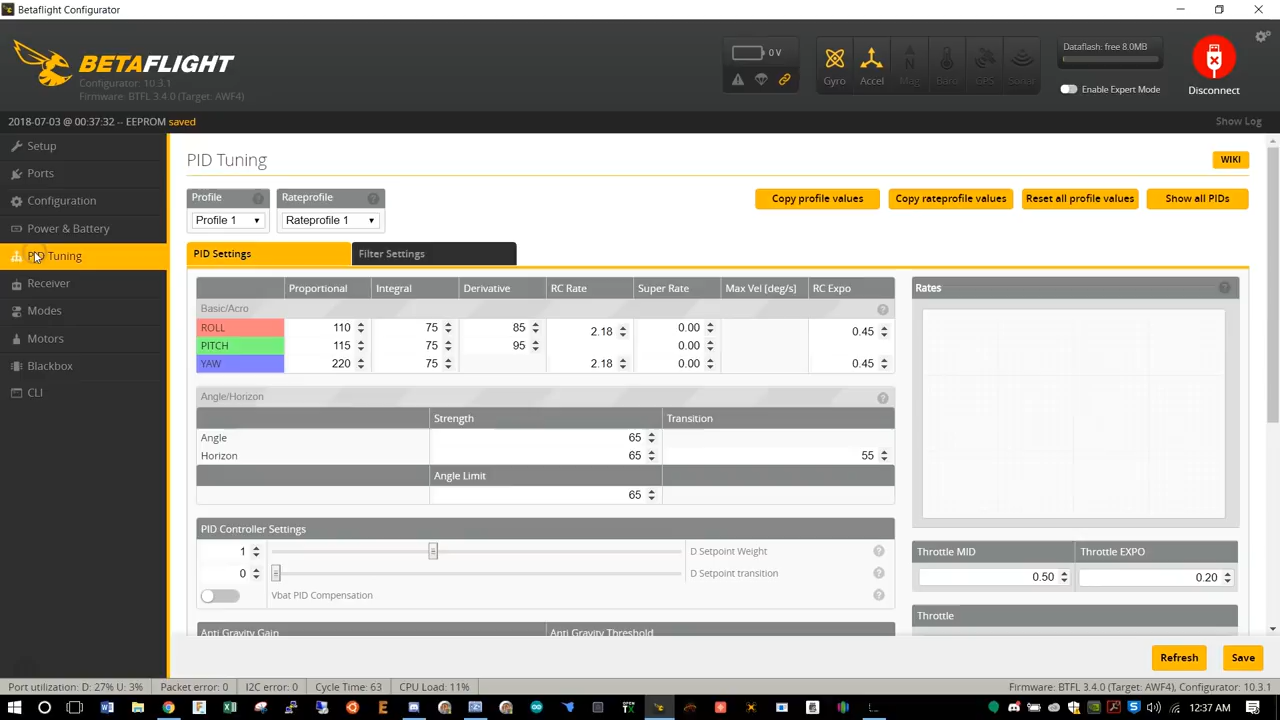 Betaflight Configurator
BETAFLIGHT
Configurator: 10.3.1
Firmware: BTFL 3.4.0 (Target: AWF4)
0 V
Gyro
Accel
Mag
Baro
GPS
Sonar
Dataflash: free 8.0MB
Enable Expert Mode
Disconnect
2018-07-03 @ 00:37:32 -- EEPROM saved
Show Log
Setup
Ports
Configuration
Power & Battery
PID Tuning
Receiver
Modes
Motors
Blackbox
CLI
PID Tuning
WIKI
Profile
Rateprofile
Profile 1
Rateprofile 1
Copy profile values
Copy rateprofile values
Reset all profile values
Show all PIDs
PID Settings
Filter Settings
Proportional Integral Derivative RC Rate Super Rate Max Vel [deg/s] RC Expo
Basic/Acro
ROLL 110 75 85 2.18 0.00 0.45
PITCH 115 75 95 0.00
YAW 220 75 2.18 0.00 0.45
Angle/Horizon
Strength Transition
Angle 65
Horizon 65 55
Angle Limit
65
PID Controller Settings
1 D Setpoint Weight
0 D Setpoint transition
Vbat PID Compensation
Anti Gravity Gain Anti Gravity Threshold
Rates
Throttle MID Throttle EXPO
0.50 0.20
Throttle
Refresh
Save
Port utilization: D: 27% U: 3%
Packet error: 0
I2C error: 0
Cycle Time: 63
CPU Load: 11%
Firmware: BTFL 3.4.0 (Target: AWF4), Configurator: 10.3.1
12:37 AM